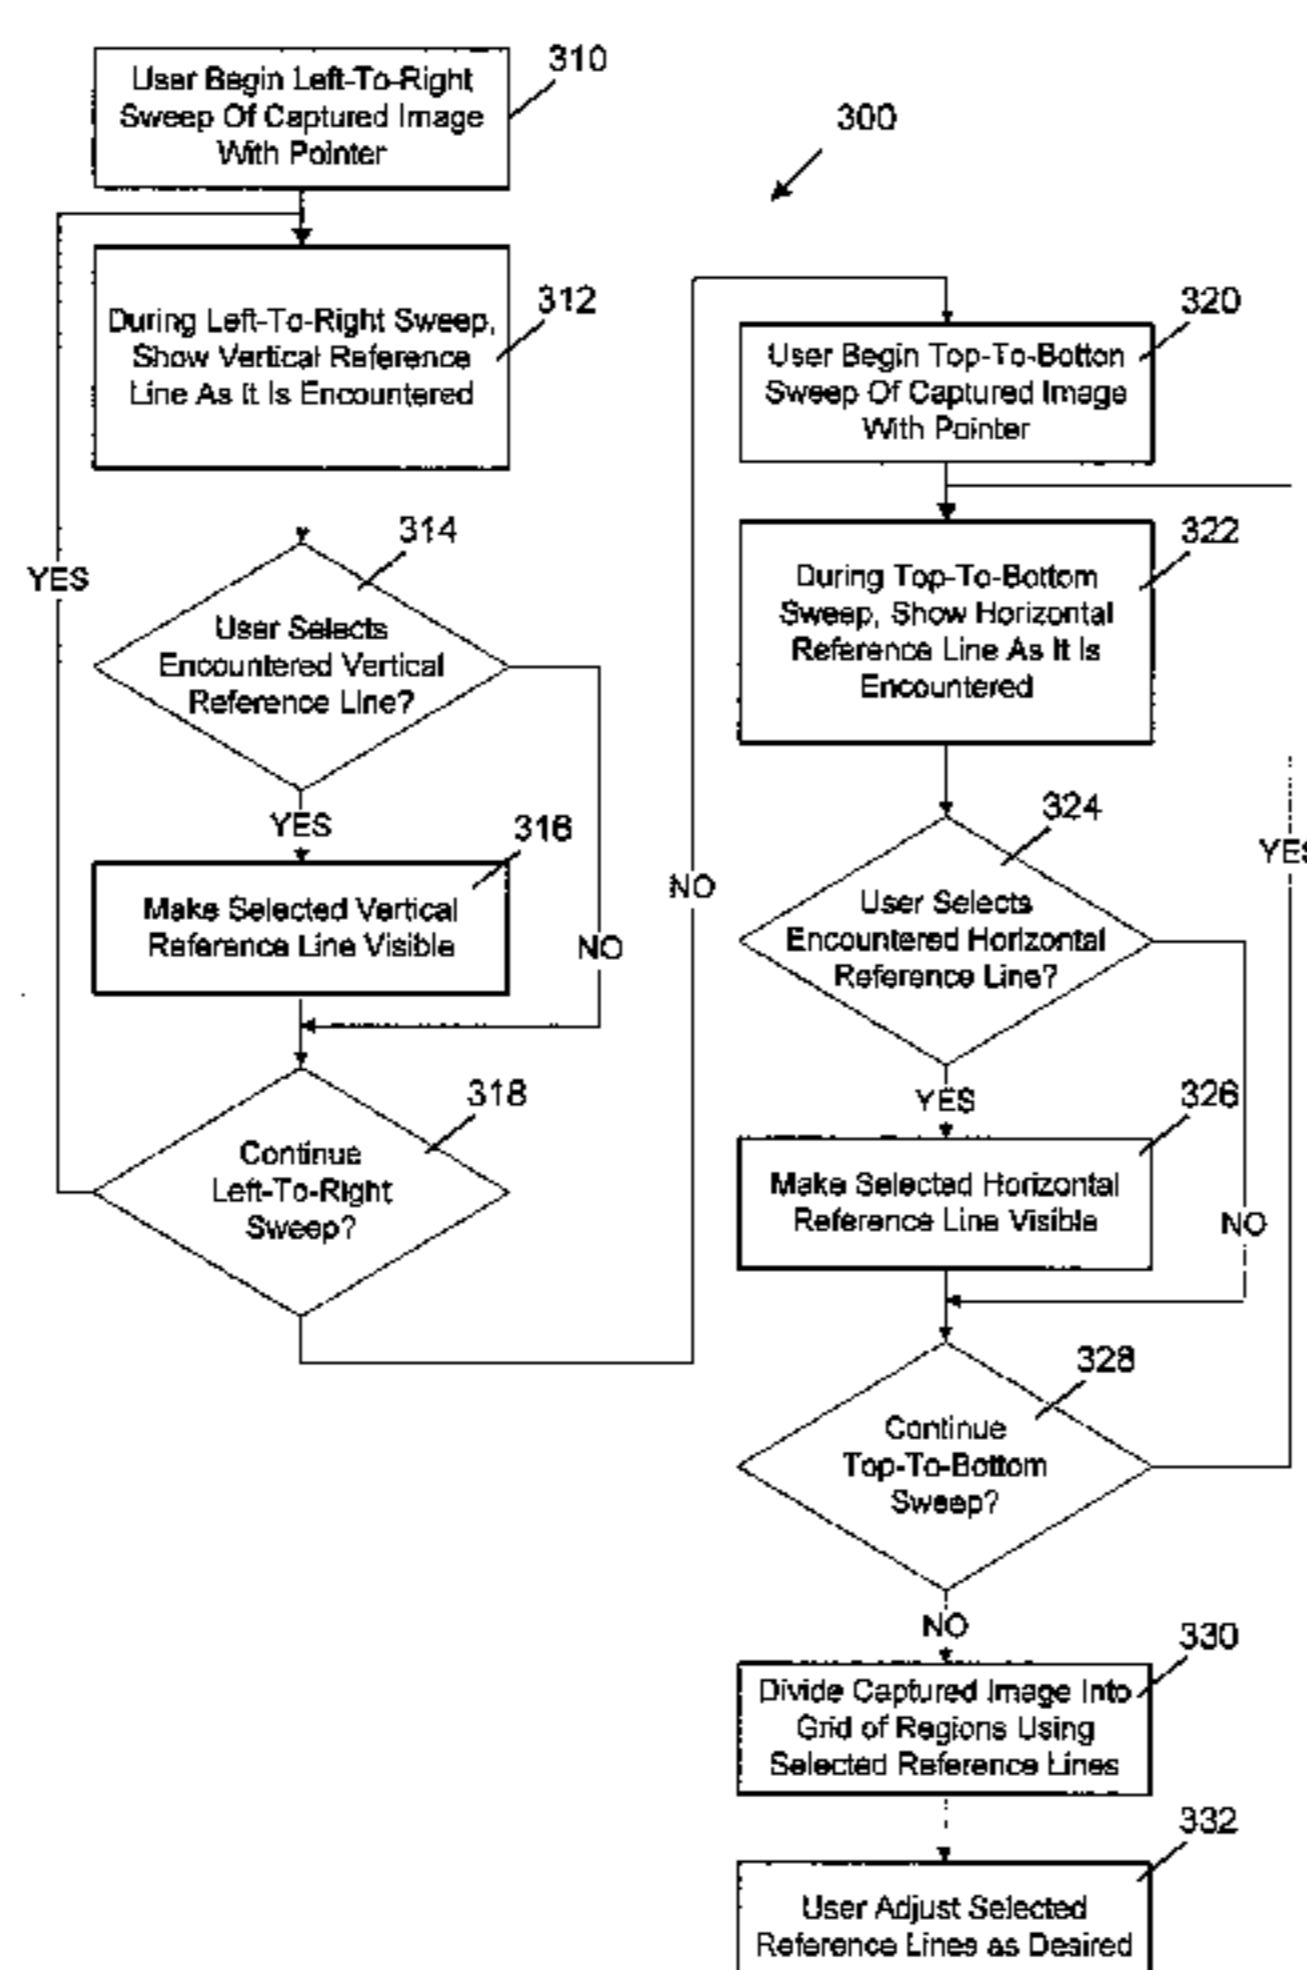 310
User Begin Left-To-Right
Sweep Of Captured Image
With Pointer
300
312
During Left-To-Right Sweep,
Show Vertical Reference
Line As It Is Encountered
314
YES
User Selects
Encountered Vertical
Reference Line?
YES
316
Make Selected Vertical
Reference Line Visible
NO
318
Continue
Left-To-Right
Sweep?
NO
320
User Begin Top-To-Botton
Sweep Of Captured Image
With Pointer
322
During Top-To-Bottom
Sweep, Show Horizontal
Reference Line As It Is
Encountered
324
YES
User Selects
Encountered Horizontal
Reference Line?
YES
326
Make Selected Horizontal
Reference Line Visible
NO
328
Continue
Top-To-Bottom
Sweep?
NO
330
Divide Captured Image Into
Grid of Regions Using
Selected Reference Lines
332
User Adjust Selected
Reference Lines as Desired